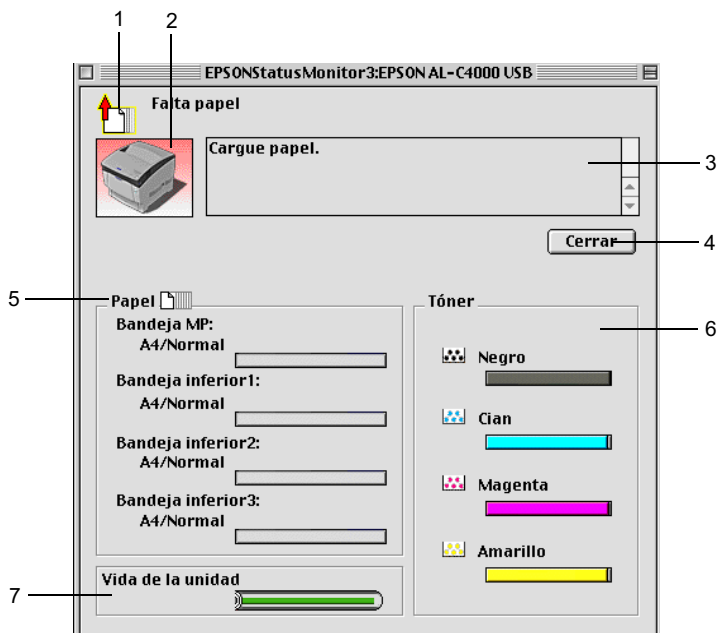 1
2
EPSONStatusMonitor3:EPSON AL-C4000 USB
Falta papel
Cargue papel.
3
Cerrar
4
5
Papel
Bandeja MP:
A4/Normal
Bandeja inferior1:
A4/Normal
Bandeja inferior2:
A4/Normal
Bandeja inferior3:
A4/Normal
Tóner
6
Negro
Cian
Magenta
Amarillo
7
Vida de la unidad